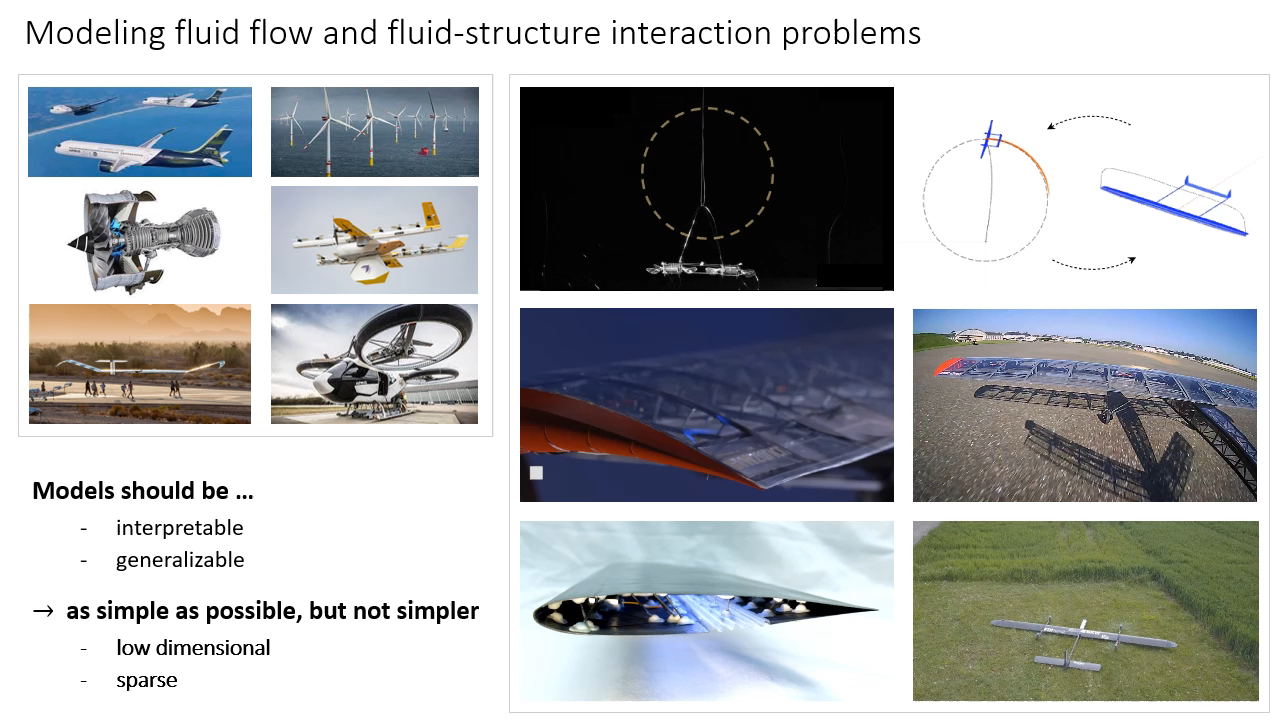 Modeling fluid flow and fluid-structure interaction problems
Models should be ...
- interpretable
- generalizable
→ as simple as possible, but not simpler
- low dimensional
- sparse